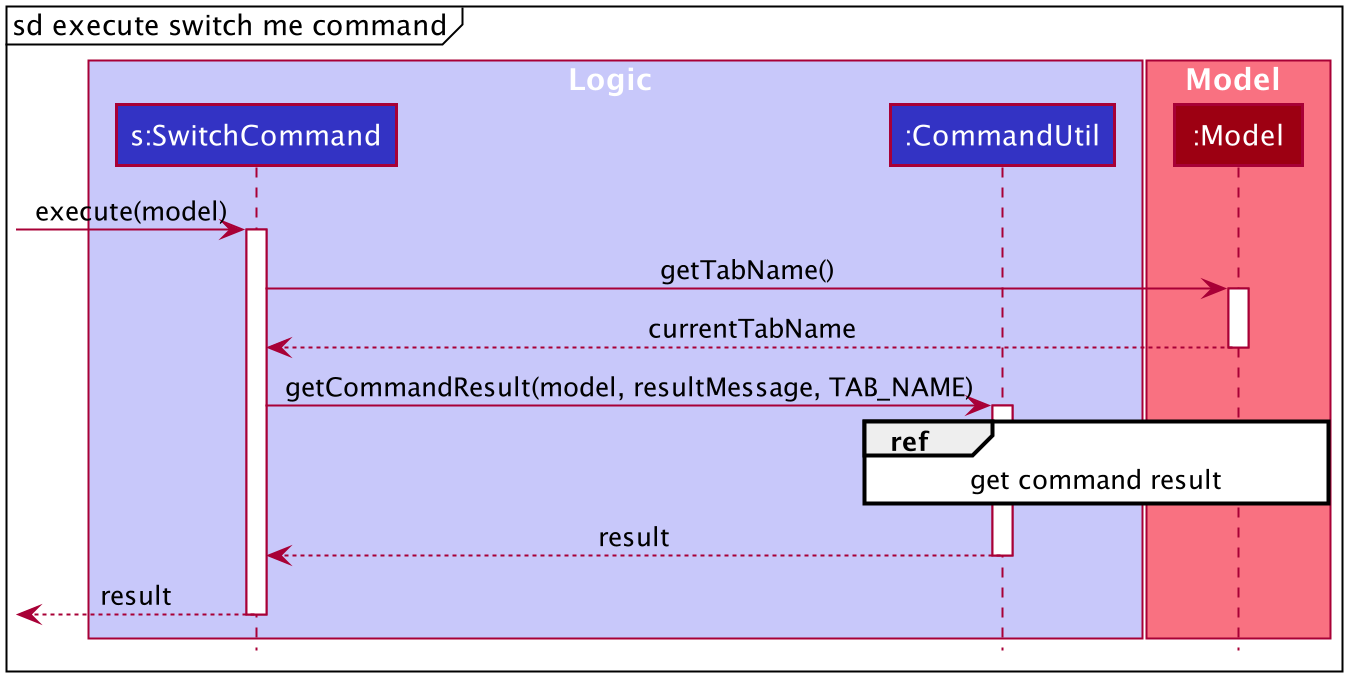 sd execute switch me command
Logic
Model
s:SwitchCommand
:CommandUtil
:Model
execute(model)
getTabName()
currentTabName
getCommandResult(model, resultMessage, TAB_NAME)
ref
get command result
result
result